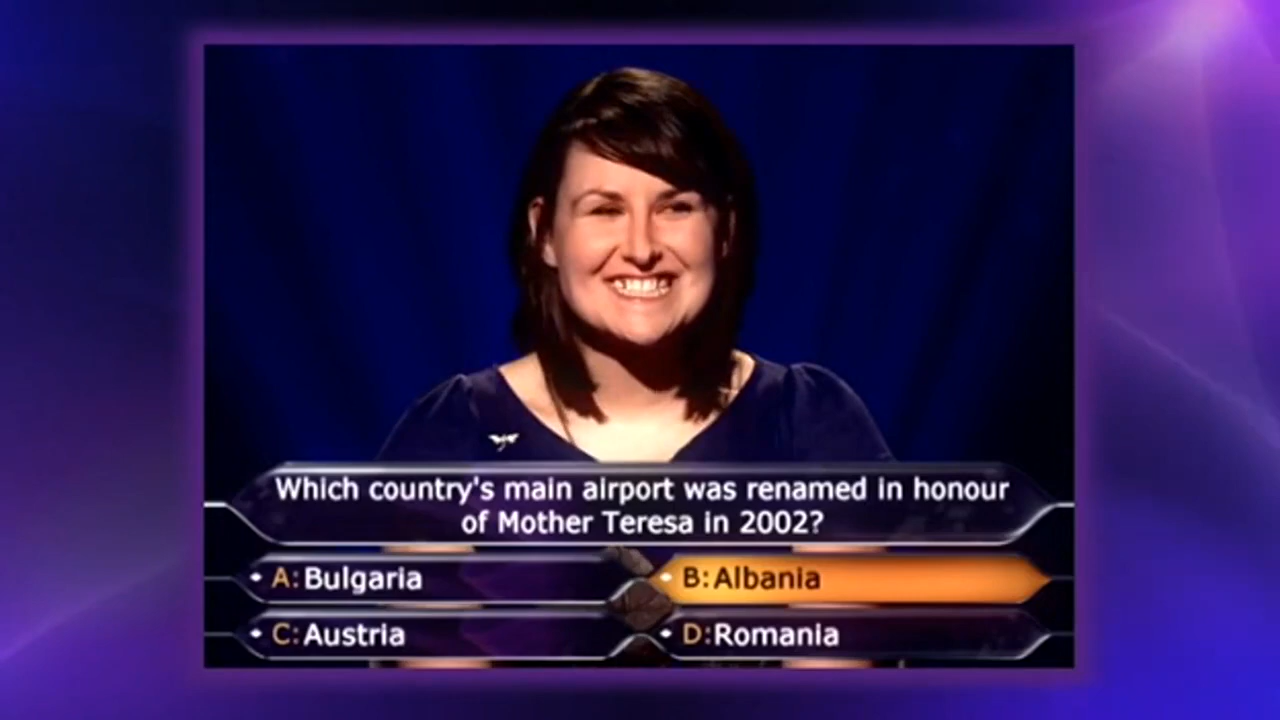 Which country's main airport was renamed in honour
of Mother Teresa in 2002?
A: Bulgaria
B: Albania
C: Austria
D: Romania